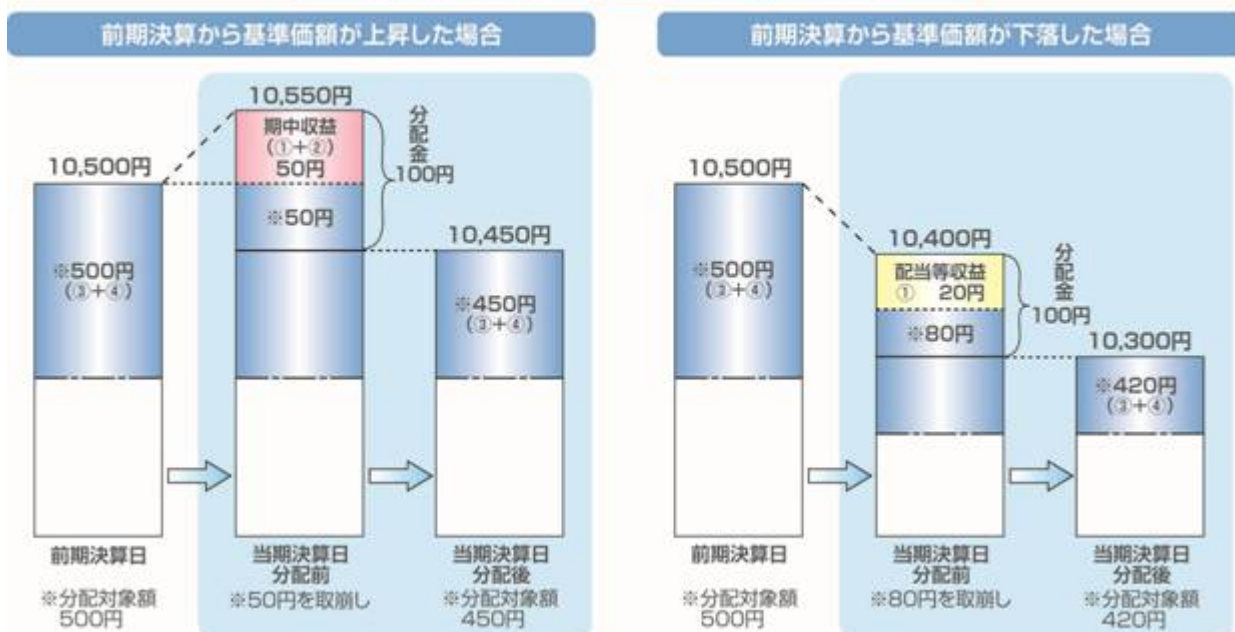 前期決算から基準価額が上昇した場合
10,550円
期中収益
(①+②)
50円
分配金
100円
10,500円
※50円
10,450円
※500円
(③+④)
※450円
(③+④)
前期決算日
当期決算日
分配前
当期決算日
分配後
※分配対象額
500円
※50円を取崩し
※分配対象額
450円
前期決算から基準価額が下落した場合
10,500円
10,400円
配当等収益
① 20円
分配金
100円
※500円
(③+④)
※80円
10,300円
※420円
(③+④)
前期決算日
当期決算日
分配前
当期決算日
分配後
※分配対象額
500円
※80円を取崩し
※分配対象額
420円